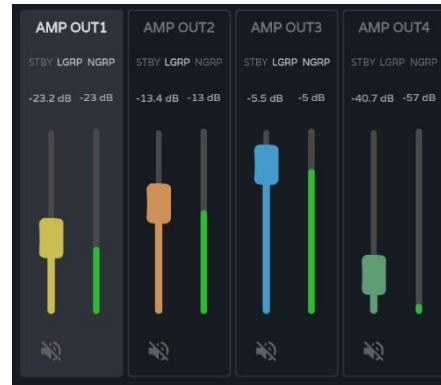 AMP OUT1
STBY LGRP NGRP
-23.2 dB -23 dB
AMP OUT2
STBY LGRP NGRP
-13.4 dB -13 dB
AMP OUT3
STBY LGRP NGRP
-5.5 dB -5 dB
AMP OUT4
STBY LGRP NGRP
-40.7 dB -57 dB